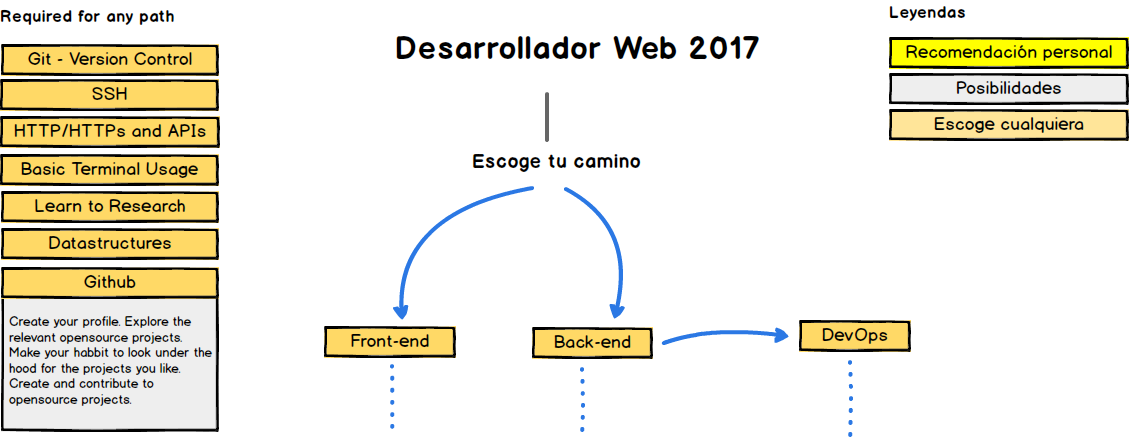 Required for any path
Git - Version Control
SSH
HTTP/HTTPs and APIs
Basic Terminal Usage
Learn to Research
Datastructures
Github
Create your profile. Explore the
relevant opensource projects.
Make your habbit to look under the
hood for the projects you like.
Create and contribute to
opensource projects.
Desarrollador Web 2017
Escoge tu camino
Front-end
Back-end
DevOps
Leyendas
Recomendación personal
Posibilidades
Escoge cualquiera